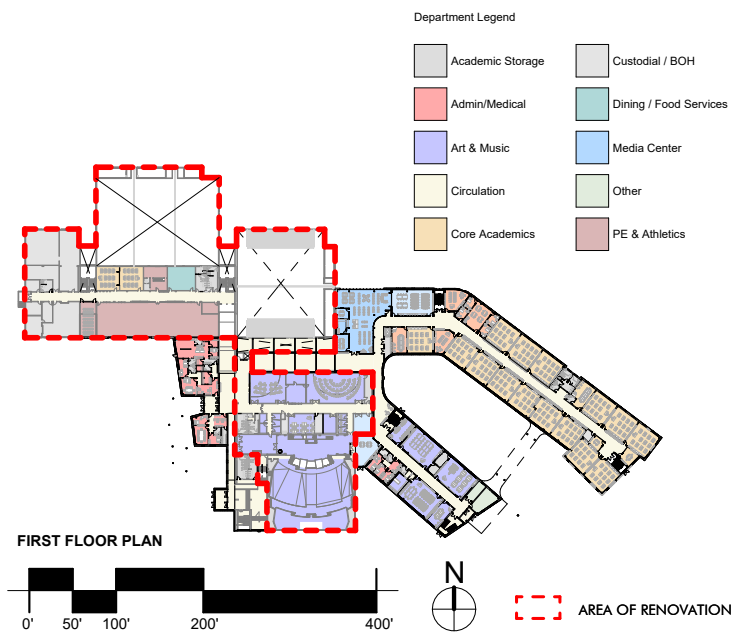 Department Legend
Academic Storage
Custodial / BOH
Admin/Medical
Dining / Food Services
Art & Music
Media Center
Circulation
Other
Core Academics
PE & Athletics
FIRST FLOOR PLAN
0' 50' 100' 200' 400'
N
AREA OF RENOVATION